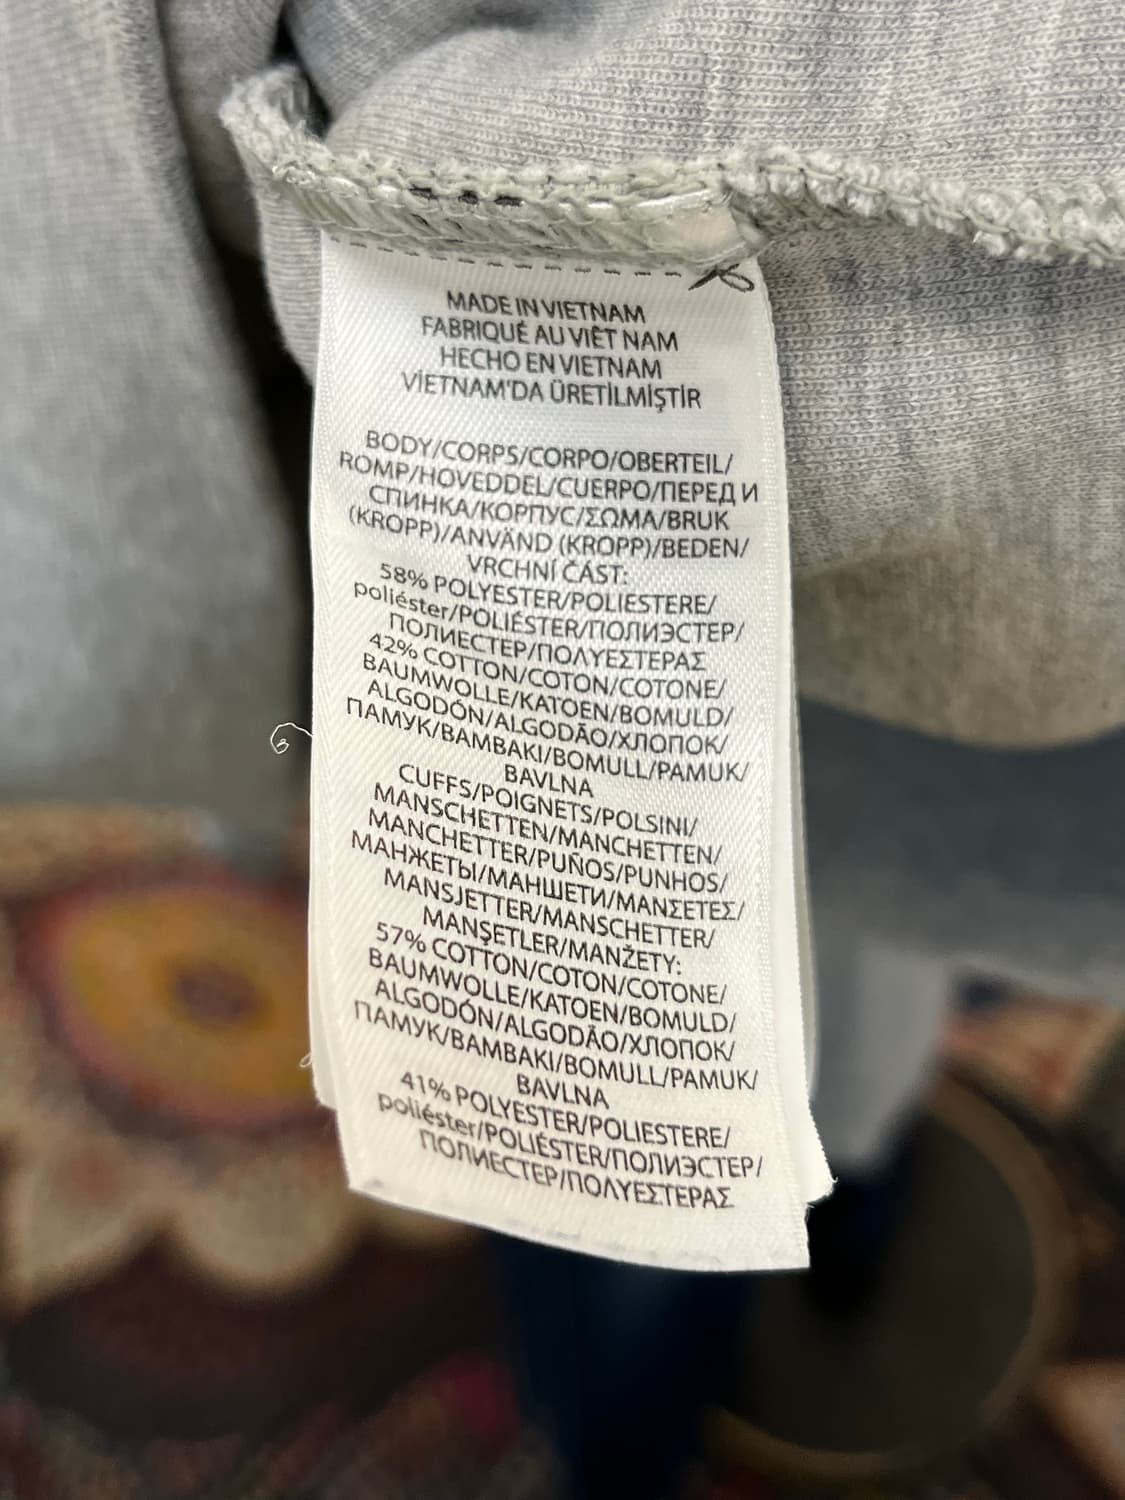 MADE IN VIETNAM
FABRIQUÉ AU VIÊT NAM
HECHO EN VIETNAM
VİETNAM'DA ÜRETİLMİŞTİR
BODY/CORPS/CORPO/OBERTEIL/
ROMP/HOVEDDEL/CUERPO/ПЕРЕД И
СПИНКА/КОРПУС/ΣΩΜΑ/BRUK
(KROPP)/ANVÄND (KROPP)/BEDEN/
VRCHNÍ ČÁST:
58% POLYESTER/POLIESTERE/
poliéster/POLIÉSTER/ПОЛИЭСТЕР/
ПОЛИЕСТЕР/ΠΟΛΥΕΣΤΕΡΑΣ
42% COTTON/COTON/COTONE/
BAUMWOLLE/KATOEN/BOMULD/
ALGODÓN/ALGODÃO/ХЛОПОК/
ПАМУК/BAMBAKI/BOMULL/PAMUK/
BAVLNA
CUFFS/POIGNETS/POLSINI/
MANSCHETTEN/MANCHETTEN/
MANCHETTER/PUÑOS/PUNHOS/
МАНЖЕТЫ/МАНШЕТИ/ΜΑΝΣΕΤΕΣ/
MANSJETTER/MANSCHETTER/
MANŞETLER/MANŽETY:
57% COTTON/COTON/COTONE/
BAUMWOLLE/KATOEN/BOMULD/
ALGODÓN/ALGODÃO/ХЛОПОК/
ПАМУК/BAMBAKI/BOMULL/PAMUK/
BAVLNA
41% POLYESTER/POLIESTERE/
poliéster/POLIÉSTER/ПОЛИЭСТЕР/
ПОЛИЕСТЕР/ΠΟΛΥΕΣΤΕΡΑΣ